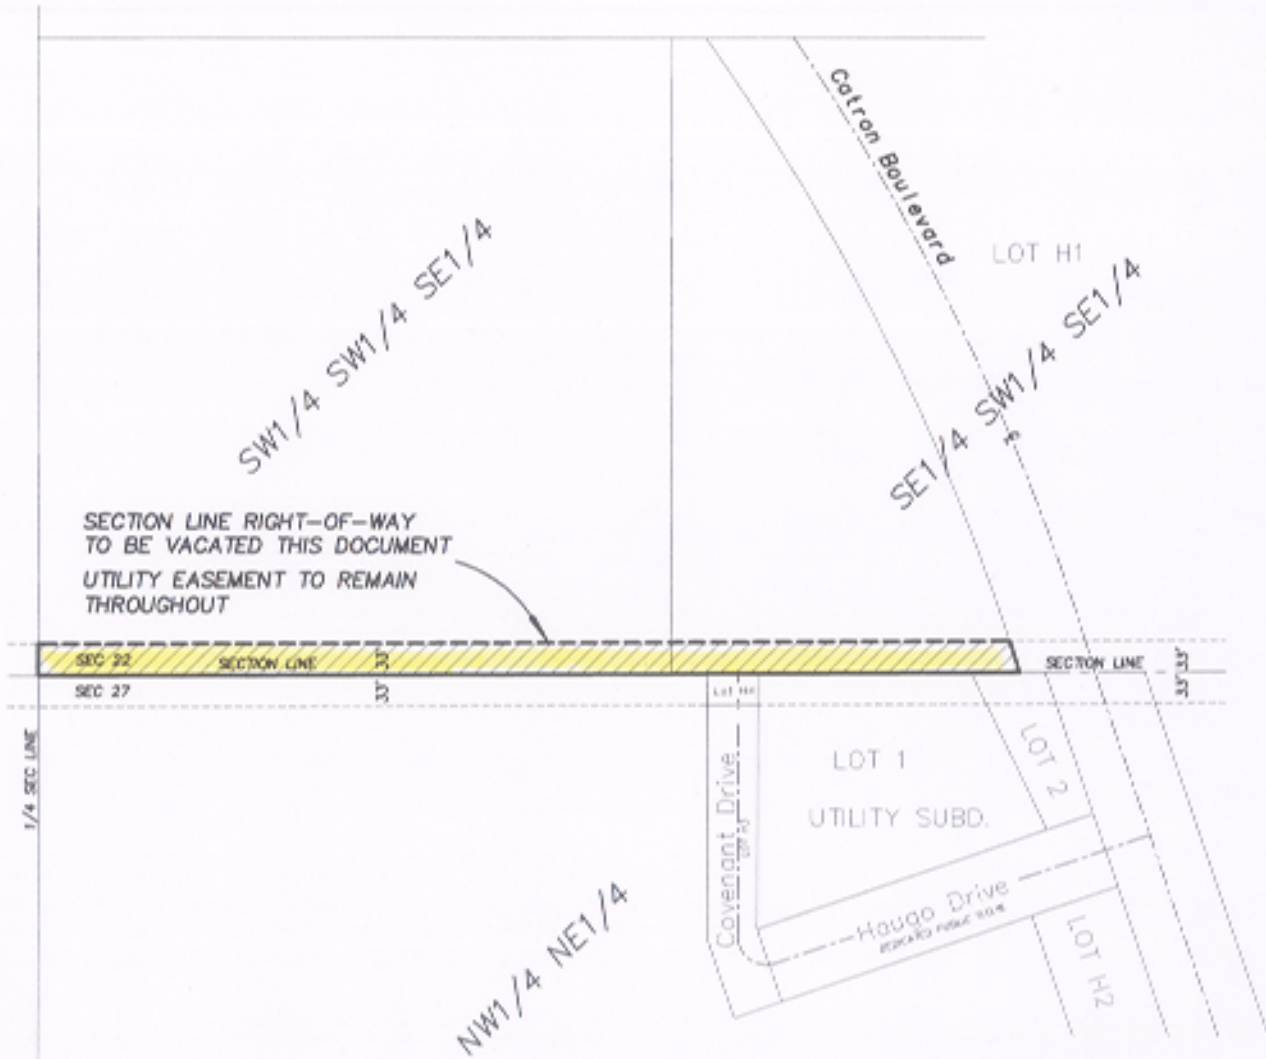 Catron Boulevard
LOT H1
SW1/4 SW1/4 SE1/4
SE1/4 SW1/4 SE1/4
SECTION LINE RIGHT-OF-WAY
TO BE VACATED THIS DOCUMENT
UTILITY EASEMENT TO REMAIN
THROUGHOUT
SEC 22
SECTION LINE
33'
SECTION LINE
33'
SEC 27
33'
33'
1/4 SEC LINE
LOT 1
UTILITY SUBD.
LOT 2
Covenant Drive
Haugo Drive
DEDICATED PUBLIC R.O.W.
LOT H2
NW1/4 NE1/4